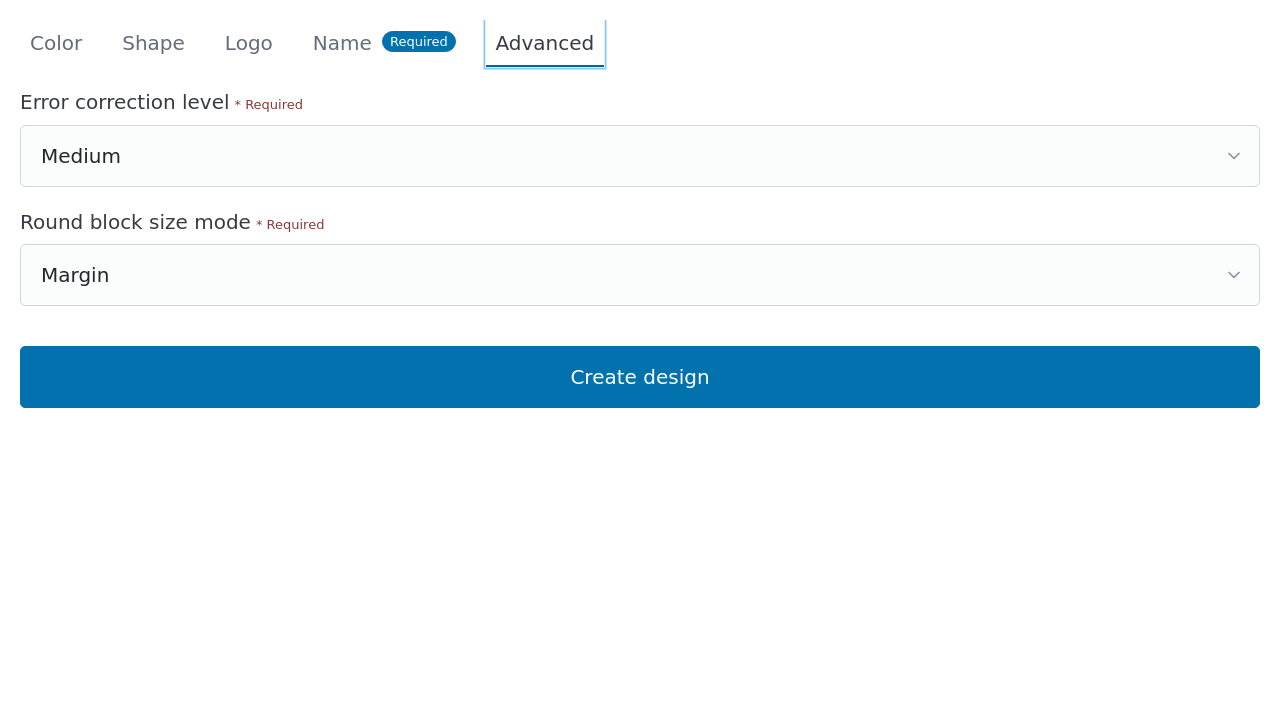 Color Shape Logo Name Required Advanced
Error correction level * Required
Medium
Round block size mode * Required
Margin
Create design